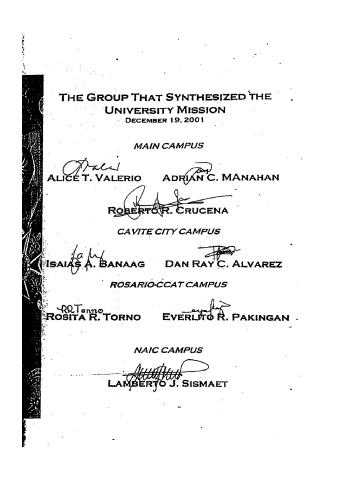 THE GROUP THAT SYNTHESIZED THE
UNIVERSITY MISSION
DECEMBER 19, 2001
MAIN CAMPUS
ALICE T. VALERIO ADRIAN C. MANAHAN
ROBERTO R. CRUCENA
CAVITE CITY CAMPUS
ISAIAS A. BANAAG DAN RAY C. ALVAREZ
ROSARIO-CCAT CAMPUS
RRTorno
ROSITA R. TORNO EVERLITO R. PAKINGAN
NAIC CAMPUS
LAMBERTO J. SISMAET